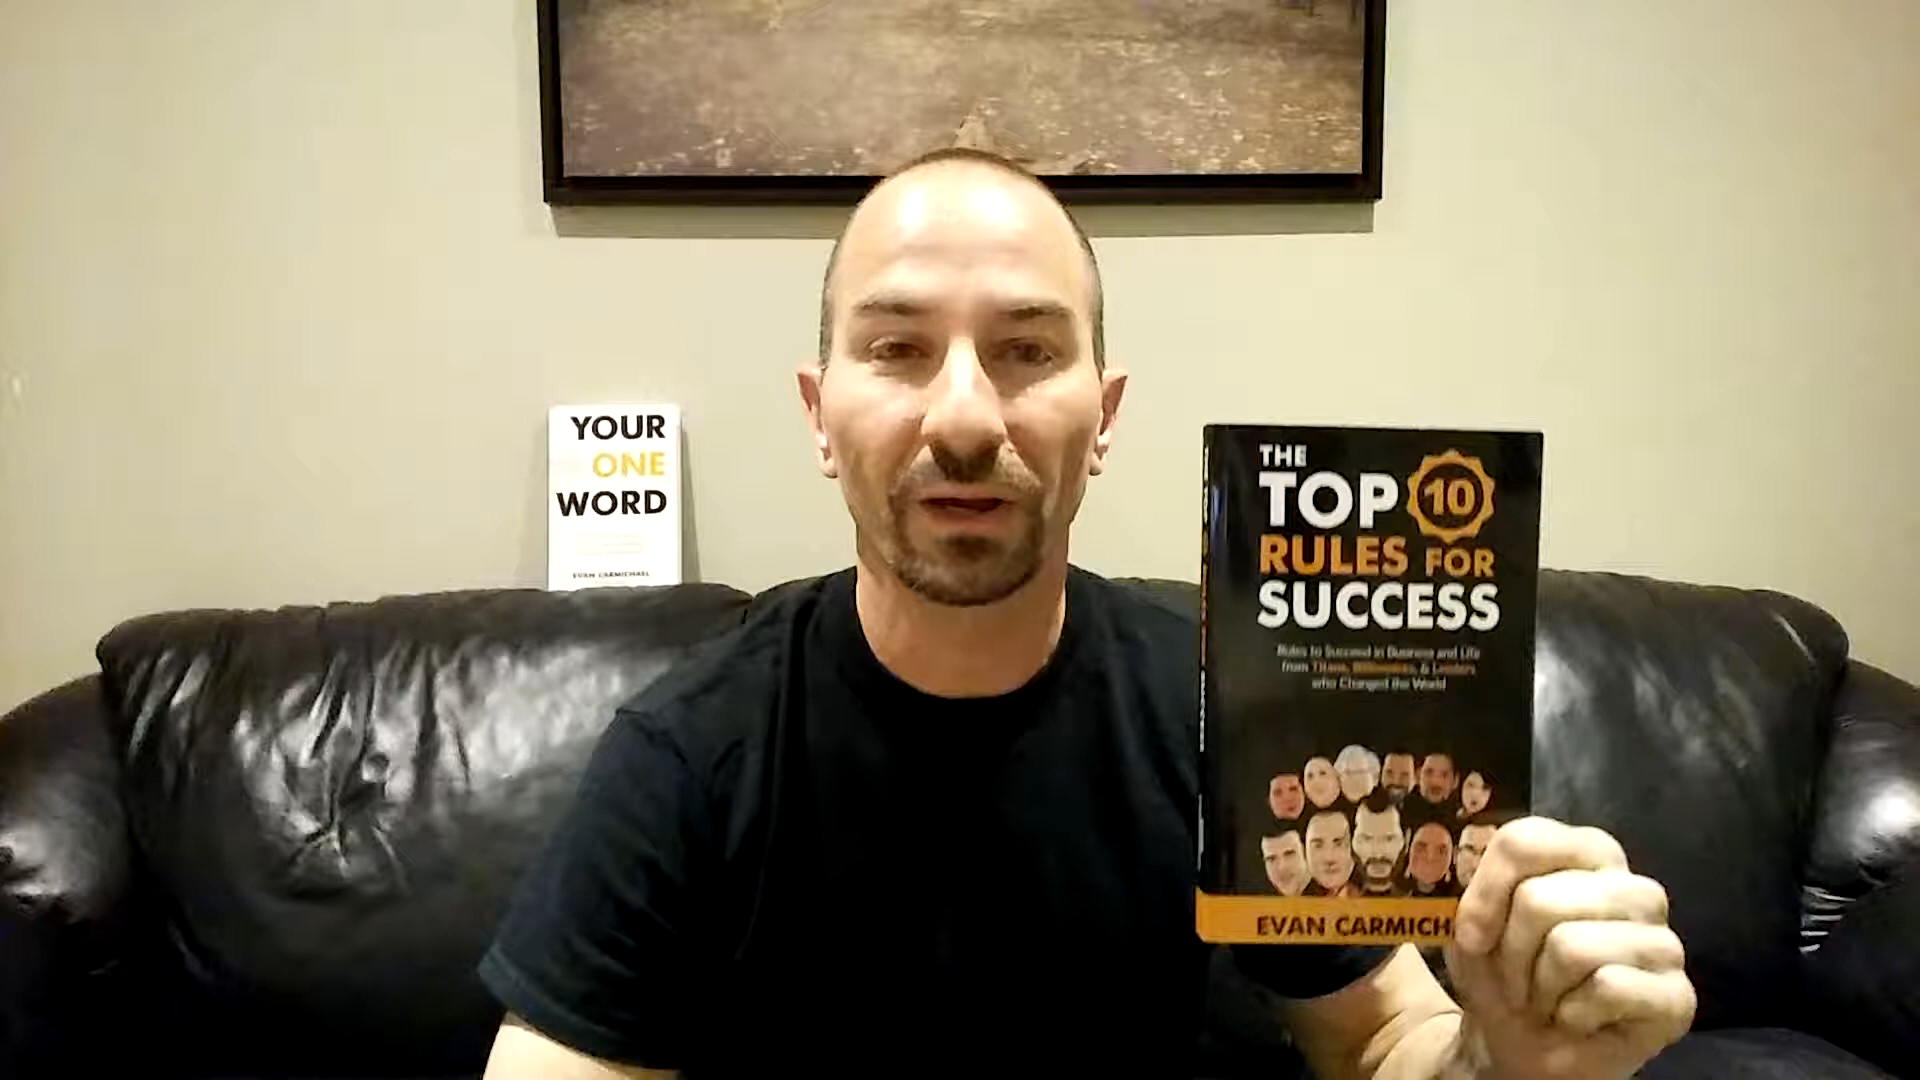 YOUR
ONE
WORD
EVAN CARMICHAEL
THE
TOP 10
RULES FOR
SUCCESS
Rules to Succeed in Business and Life
from Titans, Billionaires, & Leaders
who Changed the World
EVAN CARMICH